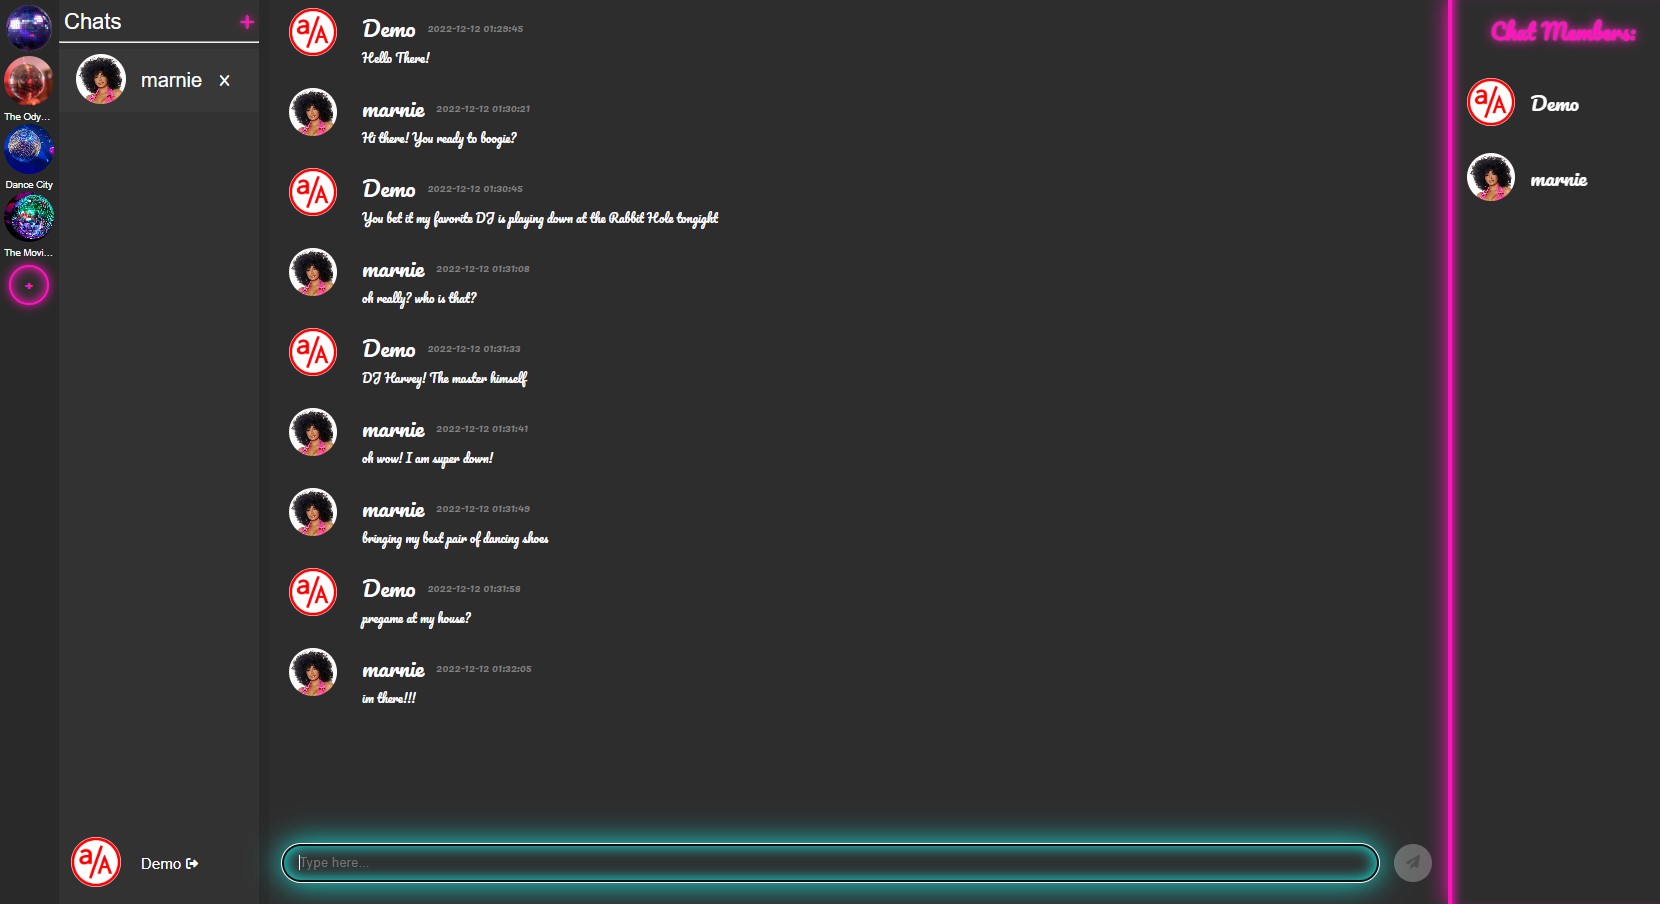 The Ody...
Dance City
The Movi...
+
Chats +
marnie ×
a/A Demo
a/A Demo 2022-12-12 01:29:45
Hello There!
marnie 2022-12-12 01:30:21
Hi there! You ready to boogie?
a/A Demo 2022-12-12 01:30:45
You bet it my favorite DJ is playing down at the Rabbit Hole tongight
marnie 2022-12-12 01:31:08
oh really? who is that?
a/A Demo 2022-12-12 01:31:33
DJ Harvey! The master himself
marnie 2022-12-12 01:31:41
oh wow! I am super down!
marnie 2022-12-12 01:31:49
bringing my best pair of dancing shoes
a/A Demo 2022-12-12 01:31:58
pregame at my house?
marnie 2022-12-12 01:32:05
im there!!!
Type here...
Chat Members:
a/A Demo
marnie